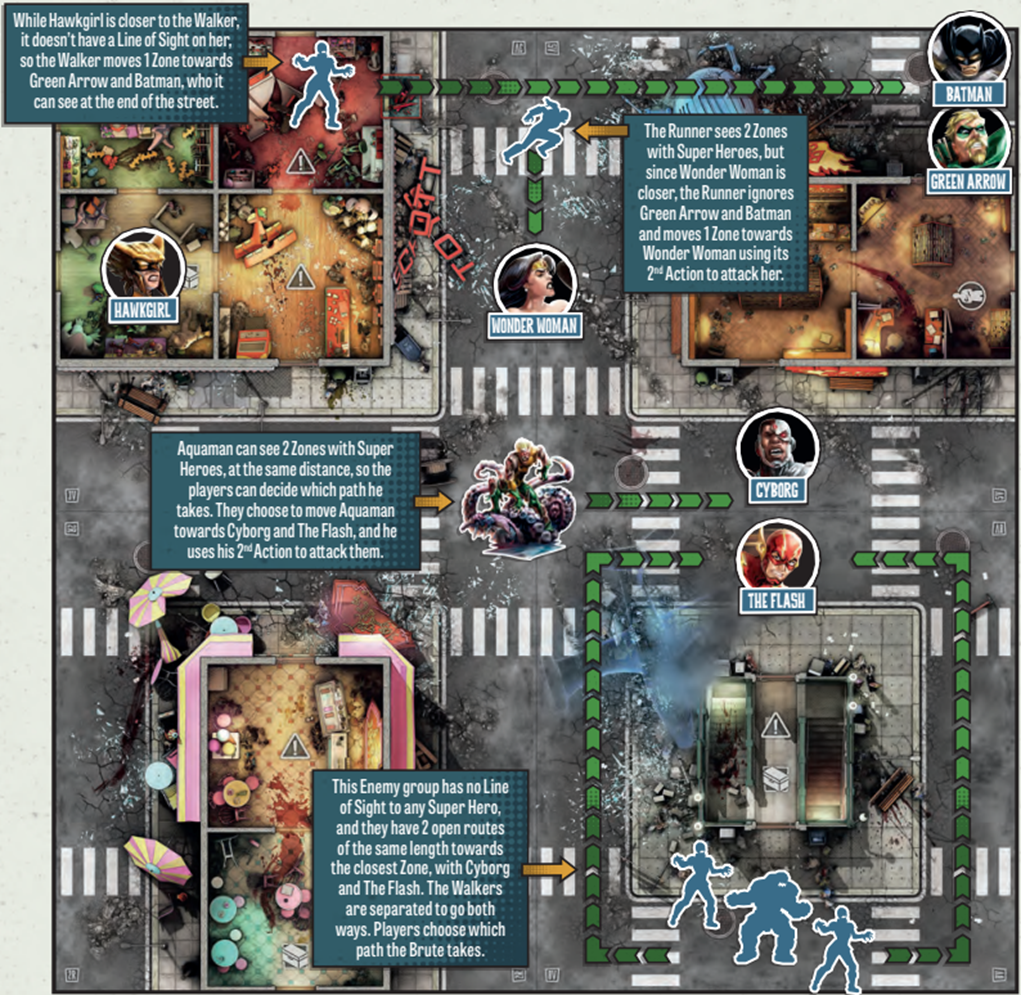 While Hawkgirl is closer to the Walker,
it doesn't have a Line of Sight on her,
so the Walker moves 1 Zone towards
Green Arrow and Batman, who it
can see at the end of the street.
BATMAN
GREEN ARROW
The Runner sees 2 Zones
with Super Heroes, but
since Wonder Woman is
closer, the Runner ignores
Green Arrow and Batman
and moves 1 Zone towards
Wonder Woman using its
2nd Action to attack her.
HAWKGIRL
WONDER WOMAN
Aquaman can see 2 Zones with Super
Heroes, at the same distance, so the
players can decide which path he
takes. They choose to move Aquaman
towards Cyborg and The Flash, and he
uses his 2nd Action to attack them.
CYBORG
THE FLASH
This Enemy group has no Line
of Sight to any Super Hero,
and they have 2 open routes
of the same length towards
the closest Zone, with Cyborg
and The Flash. The Walkers
are separated to go both
ways. Players choose which
path the Brute takes.